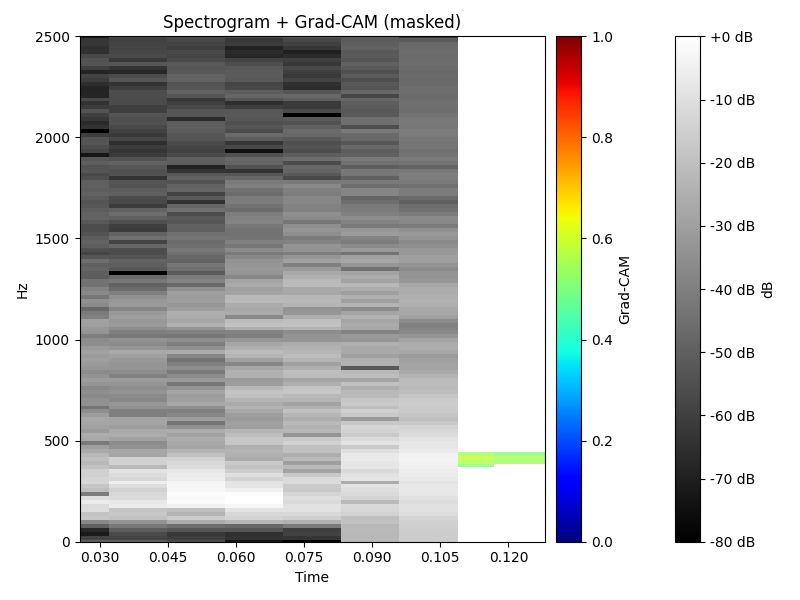 Spectrogram + Grad-CAM (masked)
2500
2000
1500
1000
500
0
Hz
0.030
0.045
0.060
0.075
0.090
0.105
0.120
Time
1.0
0.8
0.6
0.4
0.2
0.0
Grad-CAM
+0 dB
-10 dB
-20 dB
-30 dB
-40 dB
-50 dB
-60 dB
-70 dB
-80 dB
dB